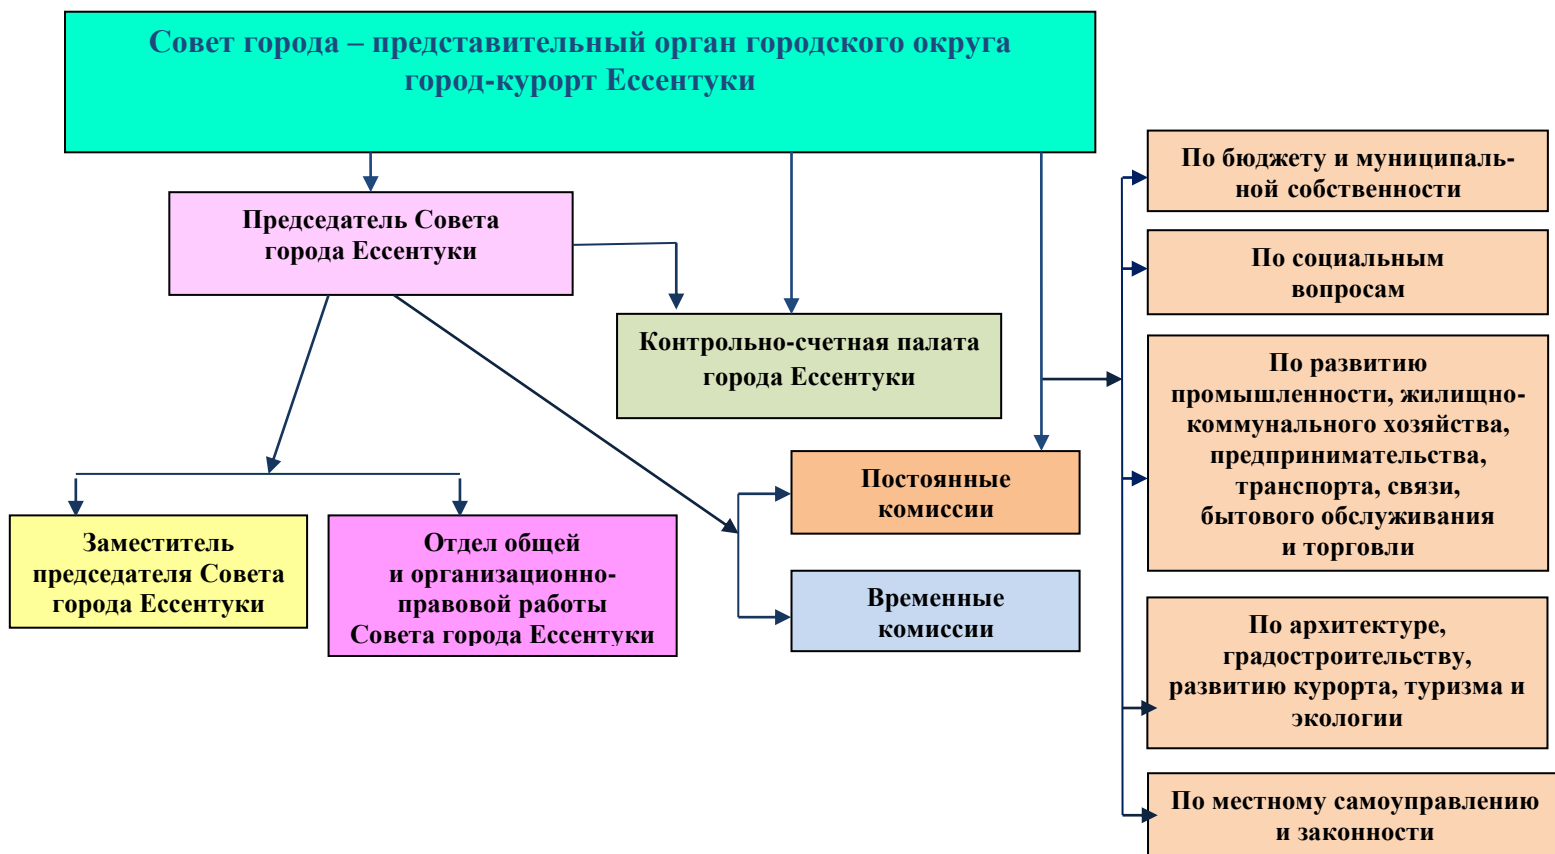 Совет города – представительный орган городского округа
город-курорт Ессентуки
Председатель Совета
города Ессентуки
Контрольно-счетная палата
города Ессентуки
Заместитель
председателя Совета
города Ессентуки
Отдел общей
и организационно-
правовой работы
Совета города Ессентуки
Постоянные
комиссии
Временные
комиссии
По бюджету и муниципаль-
ной собственности
По социальным
вопросам
По развитию
промышленности, жилищно-
коммунального хозяйства,
предпринимательства,
транспорта, связи,
бытового обслуживания
и торговли
По архитектуре,
градостроительству,
развитию курорта, туризма и
экологии
По местному самоуправлению
и законности